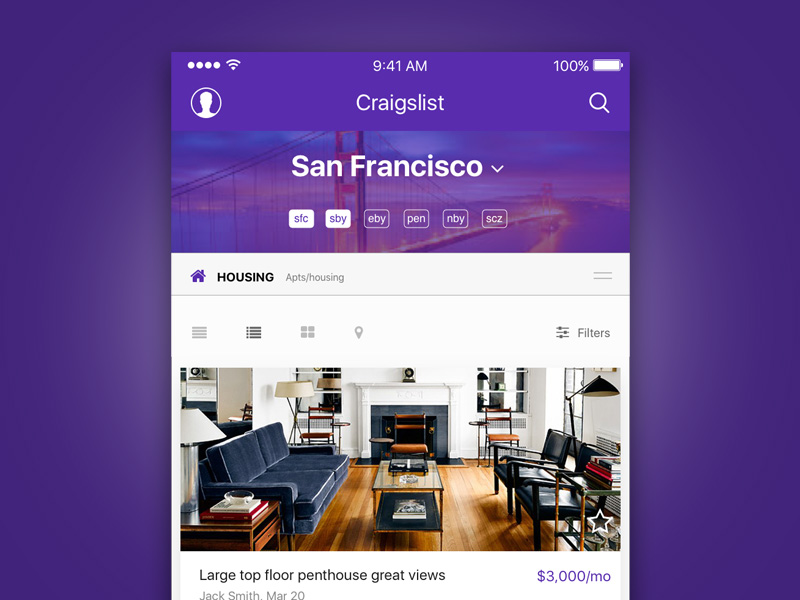 9:41 AM 100%
Craigslist
San Francisco
sfc sby eby pen nby scz
HOUSING Apts/housing
Filters
Large top floor penthouse great views $3,000/mo
Jack Smith, Mar 20